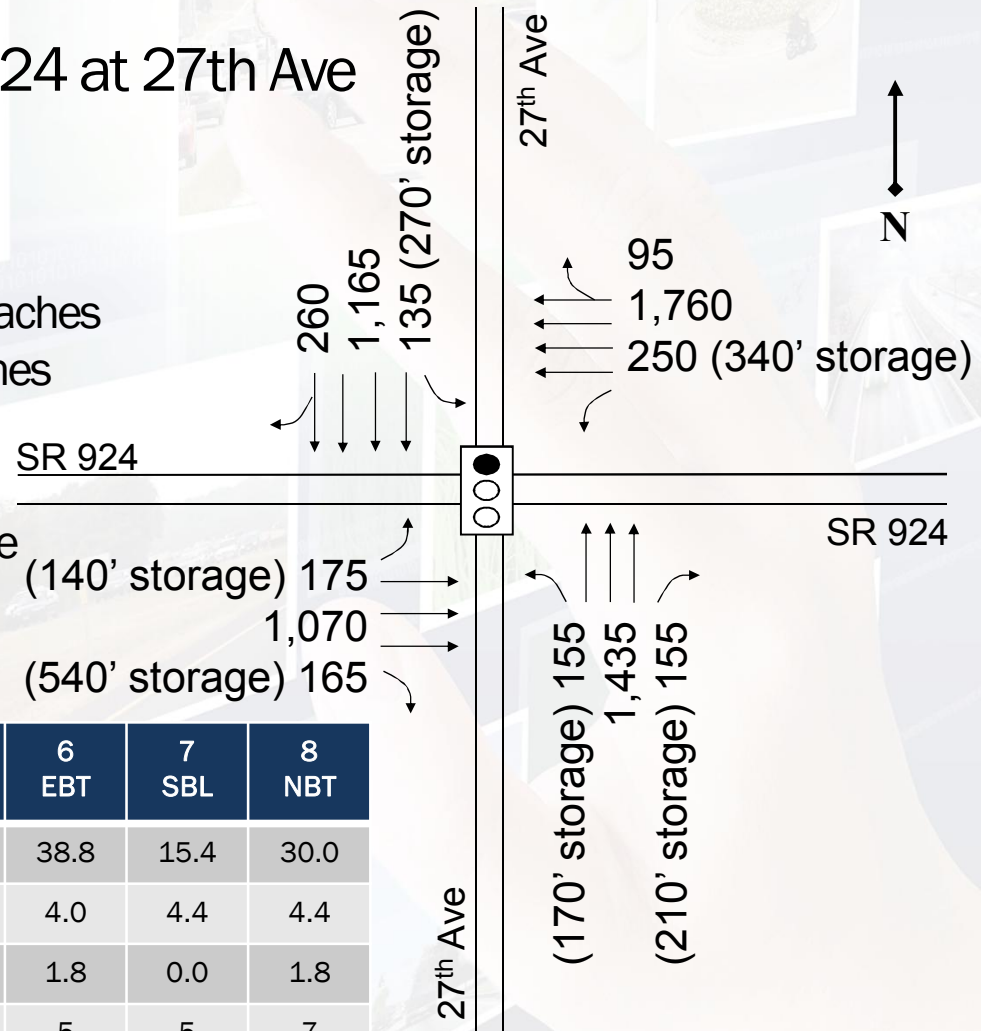 24 at 27th Ave
aches
nes
27th Ave
N
260
1,165
135 (270’ storage)
95
1,760
250 (340’ storage)
SR 924
SR 924
e
(140’ storage) 175
1,070
(540’ storage) 165
(170’ storage) 155
1,435
(210’ storage) 155
27th Ave
6 7 8
EBT SBL NBT
38.8 15.4 30.0
4.0 4.4 4.4
1.8 0.0 1.8
5 5 7